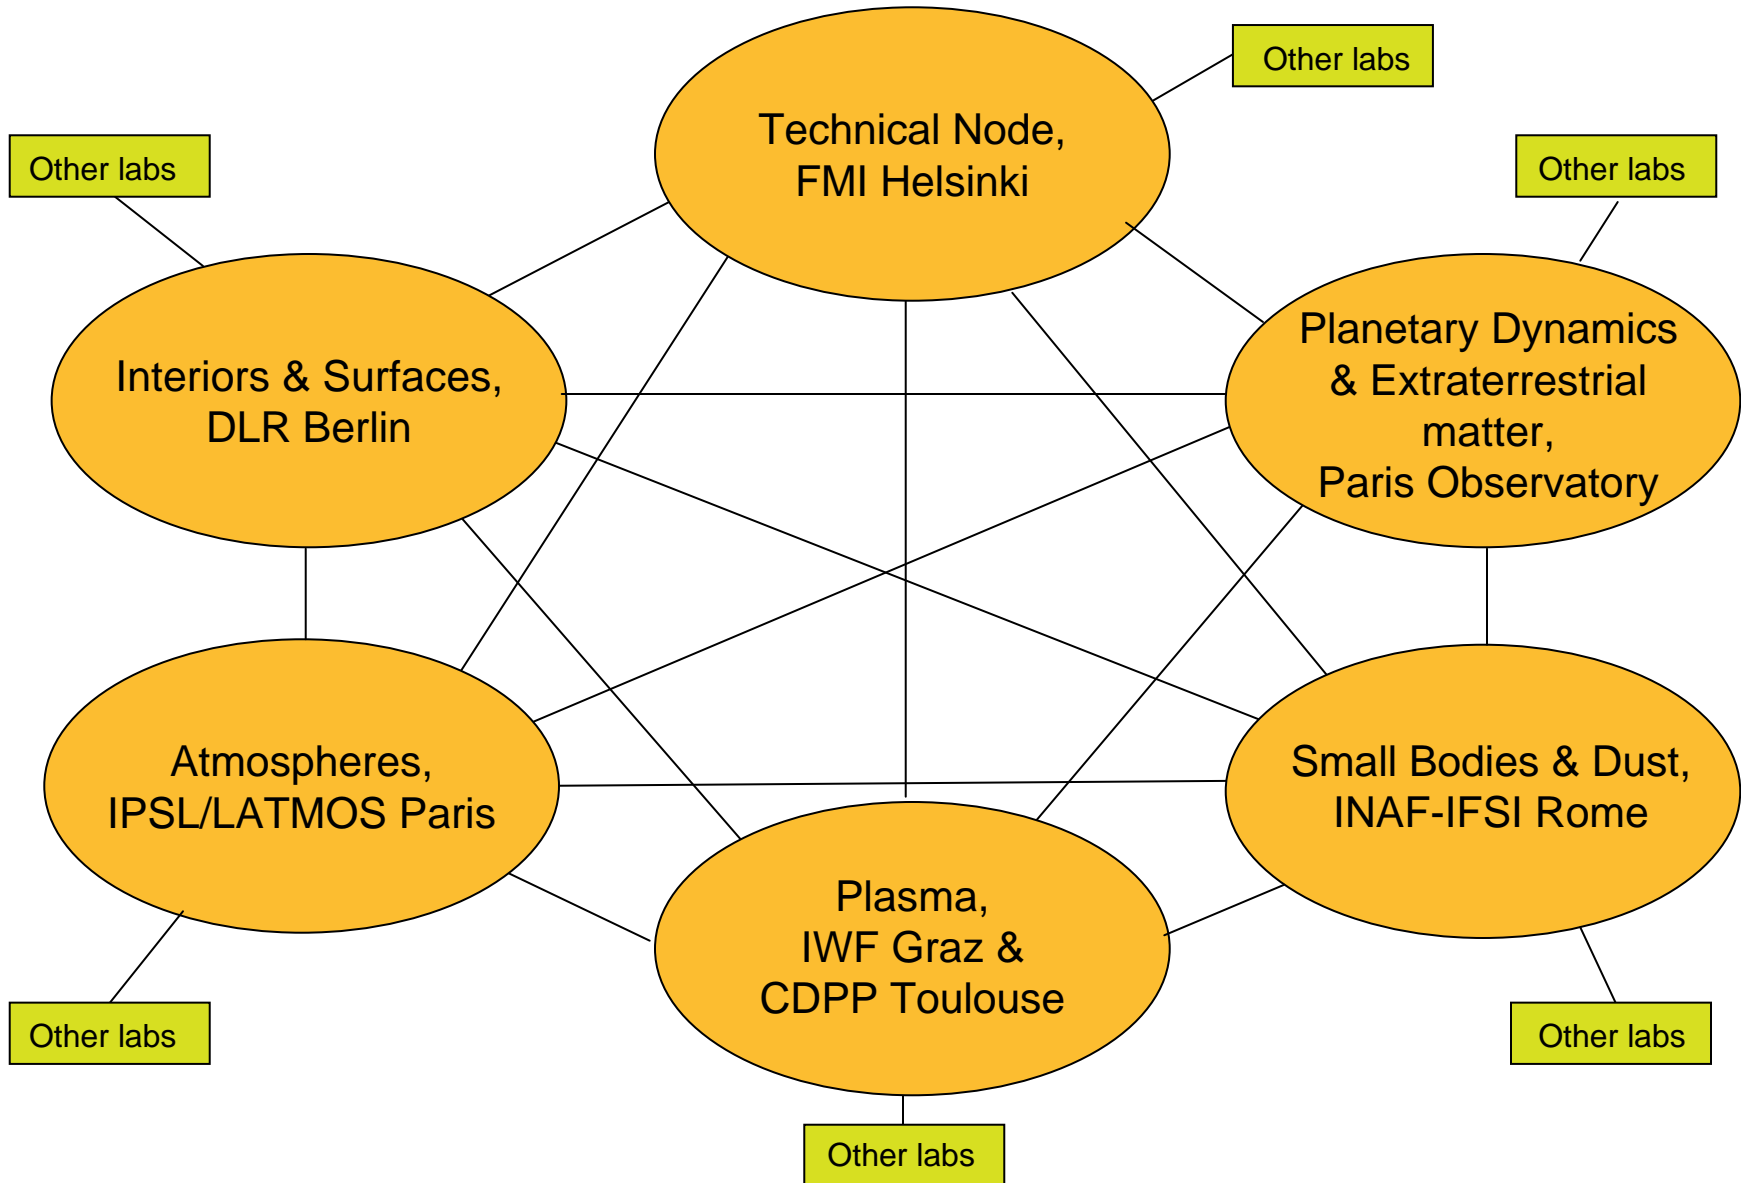 Other labs
Technical Node,
FMI Helsinki
Other labs
Other labs
Interiors & Surfaces,
DLR Berlin
Planetary Dynamics
& Extraterrestrial
matter,
Paris Observatory
Atmospheres,
IPSL/LATMOS Paris
Small Bodies & Dust,
INAF-IFSI Rome
Plasma,
IWF Graz &
CDPP Toulouse
Other labs
Other labs
Other labs